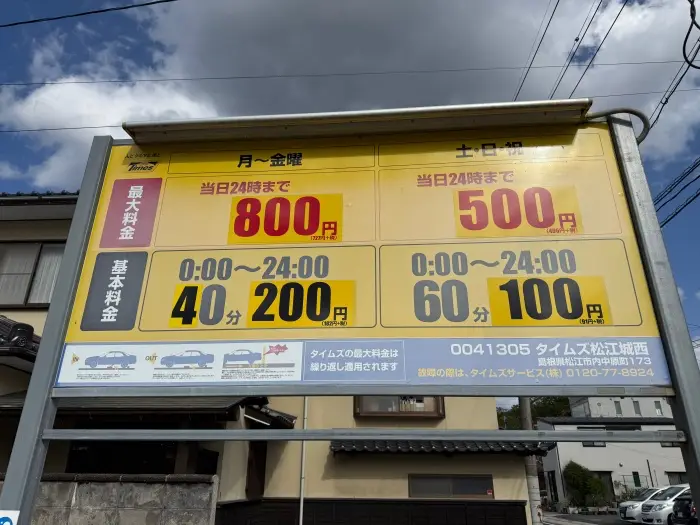 Times
月〜金曜
土・日・祝
最大料金
当日24時まで
800円
当日24時まで
500円
基本料金
0:00〜24:00
40分 200円
0:00〜24:00
60分 100円
OUT
タイムズの最大料金は
繰り返し適用されます
0041305 タイムズ松江城西
島根県松江市内中原町173
故障の際は、タイムズサービス(株) 0120-77-8924